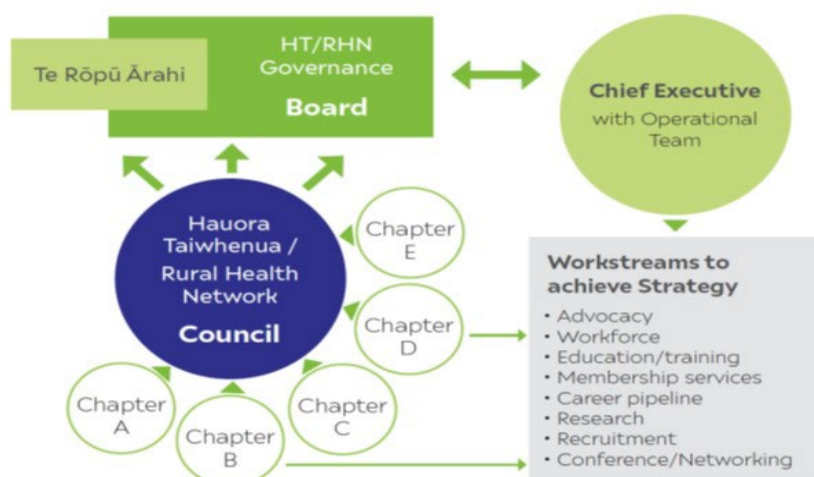 Te Rōpū Ārahi
HT/RHN
Governance
Board
Chief Executive
with Operational
Team
Hauora
Taiwhenua /
Rural Health
Network
Council
Chapter
E
Chapter
D
Chapter
C
Chapter
B
Chapter
A
Workstreams to
achieve Strategy
• Advocacy
• Workforce
• Education/training
• Membership services
• Career pipeline
• Research
• Recruitment
• Conference/Networking